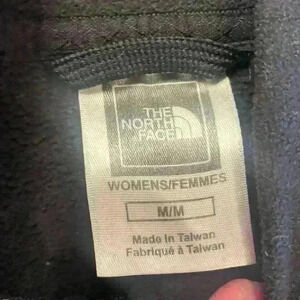 THE
NORTH
FACE
WOMENS/FEMMES
M/M
Made In Taiwan
Fabriqué à Taiwan